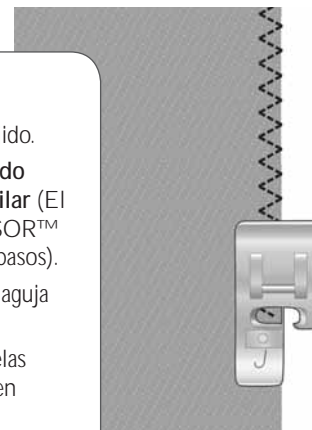 ido.
do
ilar (El
SOR™
pasos).
aguja
elas
en
J